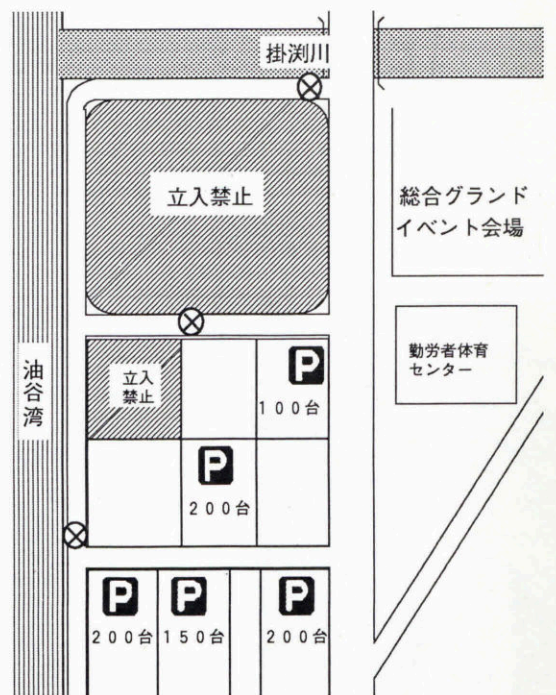 掛渕川
立入禁止
総合グランド
イベント会場
油谷湾
勤労者体育
センター
立入
禁止
P
100台
P
200台
P
200台
P
150台
P
200台